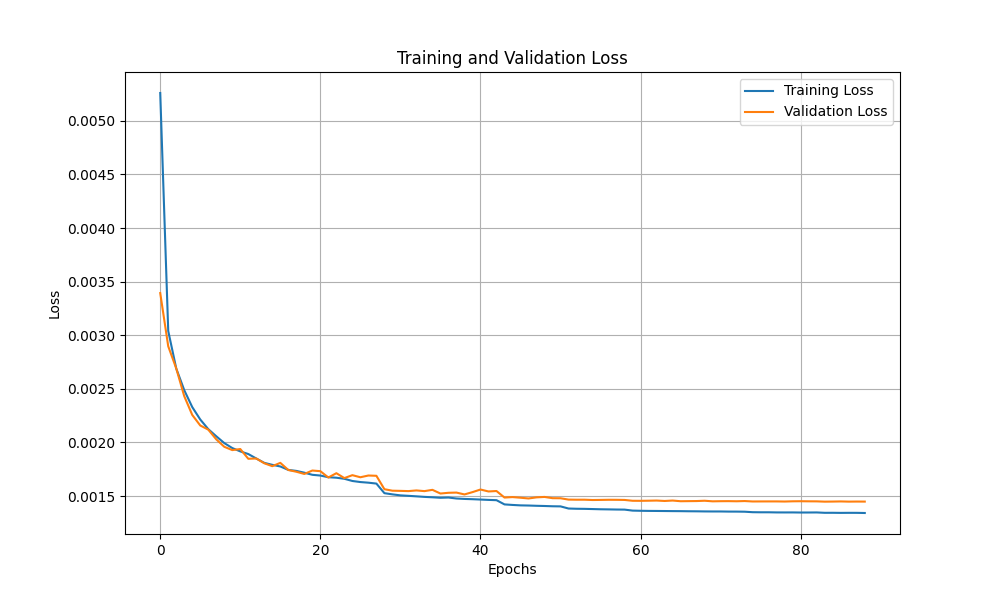 Training and Validation Loss
Training Loss
Validation Loss
0.0050
0.0045
0.0040
0.0035
0.0030
0.0025
0.0020
0.0015
Loss
0 20 40 60 80
Epochs